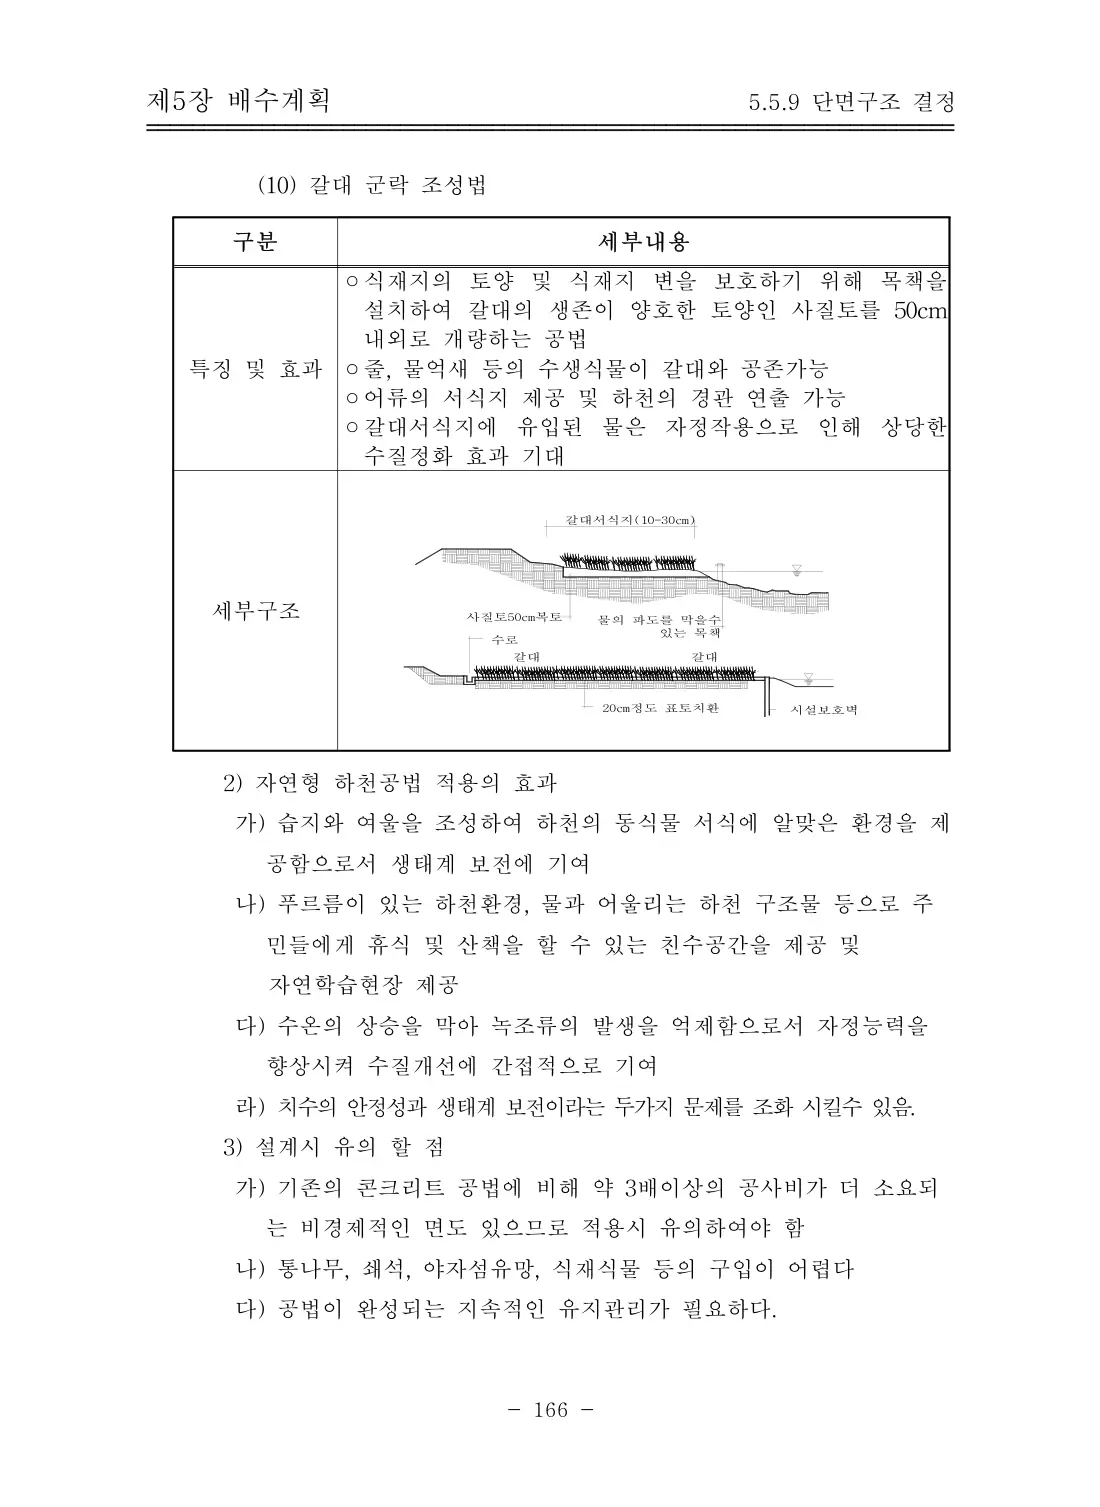 제5장 배수계획
5.5.9 단면구조 결정
(10) 갈대 군락 조성법
구분
세부내용
특징 및 효과
○ 식재지의 토양 및 식재지 변을 보호하기 위해 목책을
설치하여 갈대의 생존이 양호한 토양인 사질토를 50cm
내외로 개량하는 공법
○ 줄, 물억새 등의 수생식물이 갈대와 공존가능
○ 어류의 서식지 제공 및 하천의 경관 연출 가능
○ 갈대서식지에 유입된 물은 자정작용으로 인해 상당한
수질정화 효과 기대
세부구조
갈대서식지(10-30cm)
사질토50cm복토
물의 파도를 막을수
있는 목책
수로
갈대
갈대
20cm정도 표토치환
시설보호벽
2) 자연형 하천공법 적용의 효과
가) 습지와 여울을 조성하여 하천의 동식물 서식에 알맞은 환경을 제
공함으로서 생태계 보전에 기여
나) 푸르름이 있는 하천환경, 물과 어울리는 하천 구조물 등으로 주
민들에게 휴식 및 산책을 할 수 있는 친수공간을 제공 및
자연학습현장 제공
다) 수온의 상승을 막아 녹조류의 발생을 억제함으로서 자정능력을
향상시켜 수질개선에 간접적으로 기여
라) 치수의 안정성과 생태계 보전이라는 두가지 문제를 조화 시킬수 있음.
3) 설계시 유의 할 점
가) 기존의 콘크리트 공법에 비해 약 3배이상의 공사비가 더 소요되
는 비경제적인 면도 있으므로 적용시 유의하여야 함
나) 통나무, 쇄석, 야자섬유망, 식재식물 등의 구입이 어렵다
다) 공법이 완성되는 지속적인 유지관리가 필요하다.
- 166 -